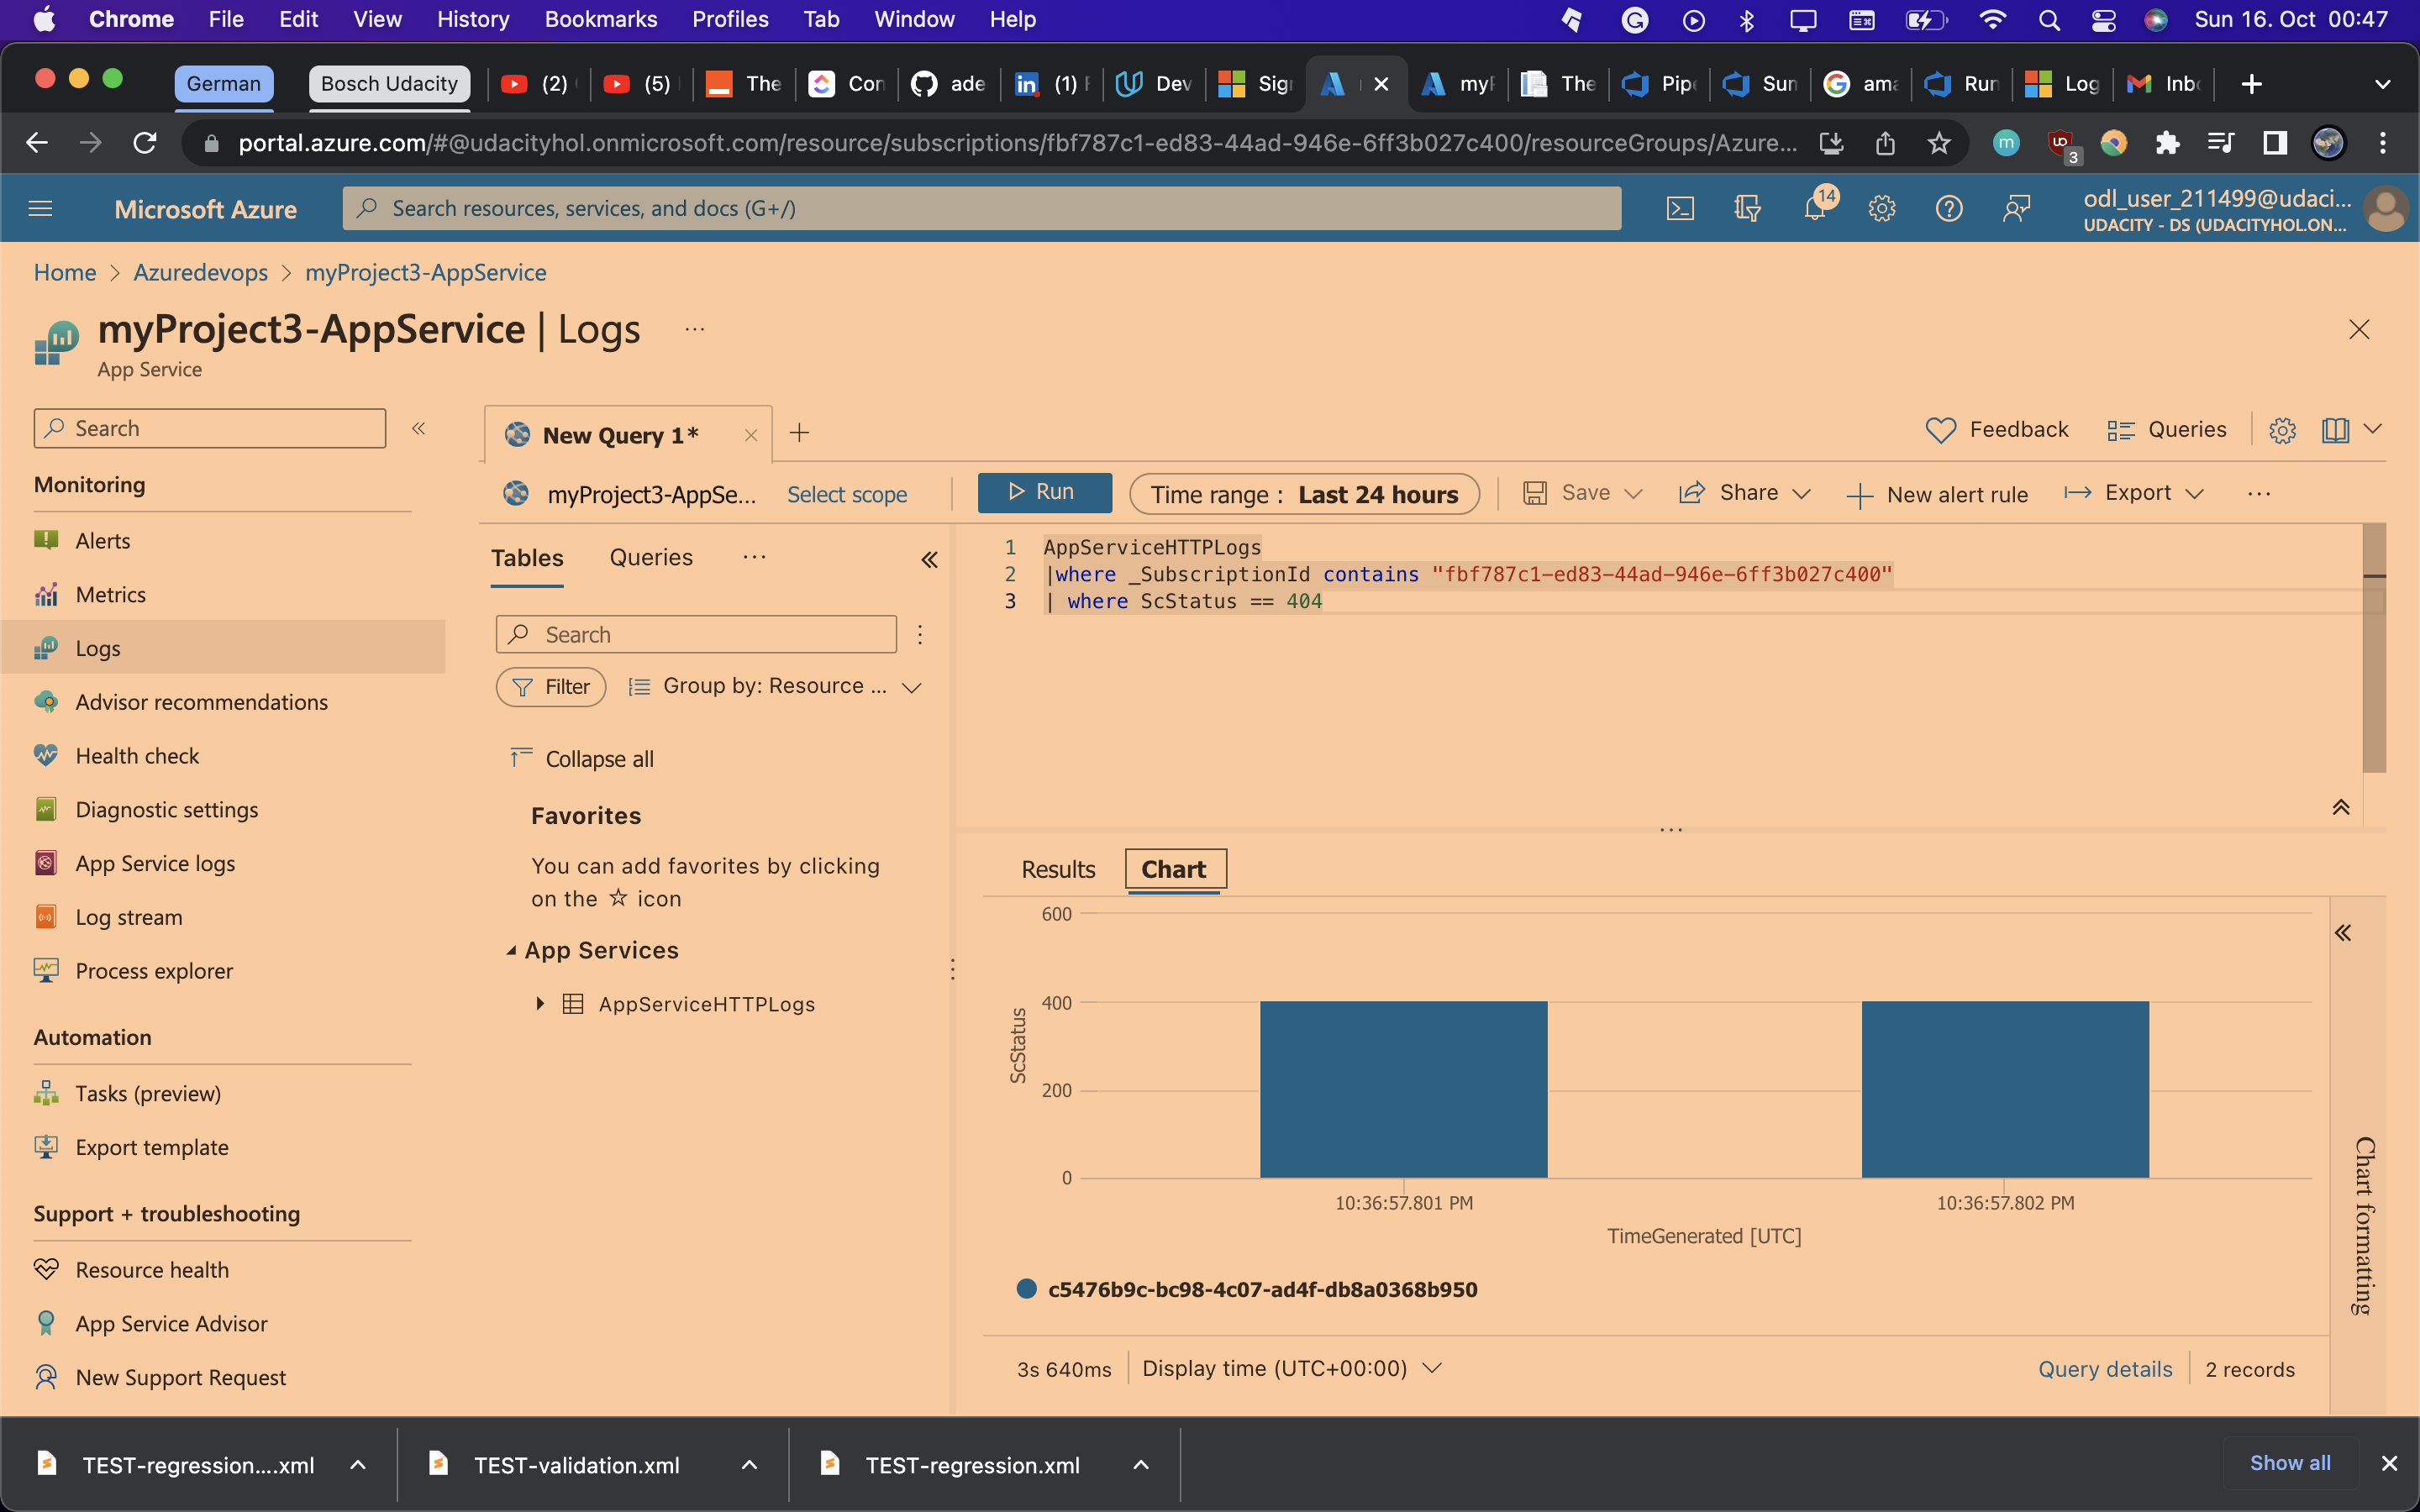 Chrome File Edit View History Bookmarks Profiles Tab Window Help Sun 16. Oct 00:47
German Bosch Udacity (2) (5) The Con ade (1) Dev Sig The Pip Sun ama Run Log Inb
portal.azure.com/#@udacityhol.onmicrosoft.com/resource/subscriptions/fbf787c1-ed83-44ad-946e-6ff3b027c400/resourceGroups/Azure... m 3
Microsoft Azure Search resources, services, and docs (G+/) 14 odl_user_211499@udaci...
UDACITY - DS (UDACITYHOL.ON...
Home > Azuredevops > myProject3-AppService
myProject3-AppService | Logs ...
App Service
Search «
Monitoring
Alerts
Metrics
Logs
Advisor recommendations
Health check
Diagnostic settings
App Service logs
Log stream
Process explorer
Automation
Tasks (preview)
Export template
Support + troubleshooting
Resource health
App Service Advisor
New Support Request
New Query 1* Feedback Queries
myProject3-AppSe... Select scope Run Time range : Last 24 hours Save Share New alert rule Export ...
Tables Queries ...
Search
Filter Group by: Resource ...
Collapse all
Favorites
You can add favorites by clicking
on the ☆ icon
App Services
AppServiceHTTPLogs
1 AppServiceHTTPLogs
2 |where _SubscriptionId contains "fbf787c1-ed83-44ad-946e-6ff3b027c400"
3 | where ScStatus == 404
Results Chart
600
400
200
0
ScStatus
10:36:57.801 PM 10:36:57.802 PM
TimeGenerated [UTC]
c5476b9c-bc98-4c07-ad4f-db8a0368b950
Chart formatting
3s 640ms Display time (UTC+00:00) Query details 2 records
TEST-regression....xml TEST-validation.xml TEST-regression.xml Show all